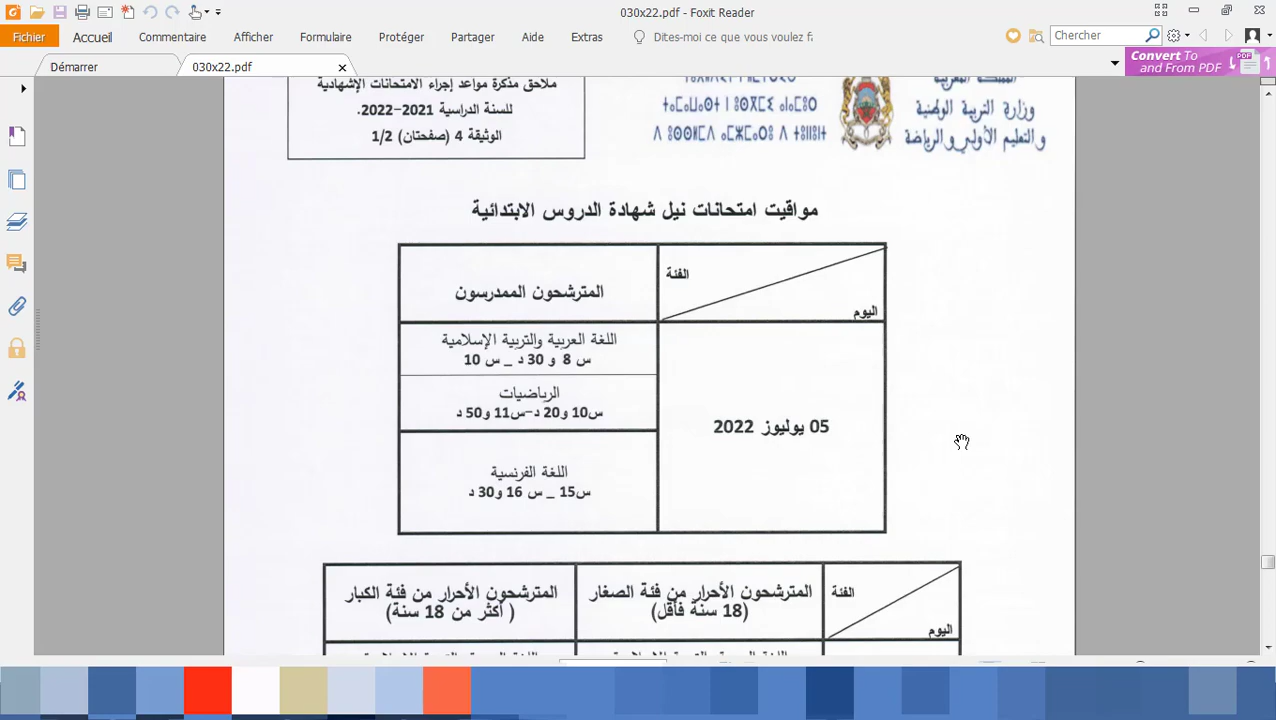 030x22.pdf - Foxit Reader
Fichier Accueil Commentaire Afficher Formulaire Protéger Partager Aide Extras Dites-moi ce que vous voulez fa Chercher
Démarrer 030x22.pdf Convert To and From PDF
ملاحق مذكرة مواعد إجراء الامتحانات الإشهادية
للسنة الدراسية 2021-2022.
الوثيقة 4 (صفحتان) 1/2
المملكة المغربية
وزارة التربية الوطنية
والتعليم الأولي والرياضة
مواقيت امتحانات نيل شهادة الدروس الابتدائية
الفئة
اليوم
المترشحون الممدرسون
05 يوليوز 2022
اللغة العربية والتربية الإسلامية
س 8 و 30 د _ س 10
الرياضيات
س10 و20 د-س11 و50 د
اللغة الفرنسية
س15 _ س 16 و30 د
الفئة
اليوم
المترشحون الأحرار من فئة الصغار
(18 سنة فأقل)
المترشحون الأحرار من فئة الكبار
( أكثر من 18 سنة)